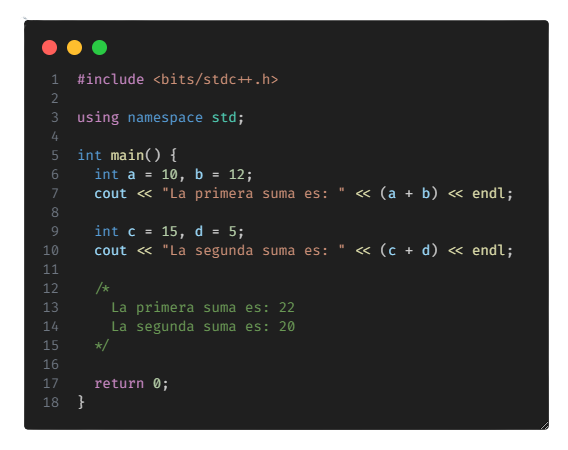 1 #include <bits/stdc++.h>
2
3 using namespace std;
4
5 int main() {
6   int a = 10, b = 12;
7   cout << "La primera suma es: " << (a + b) << endl;
8
9   int c = 15, d = 5;
10   cout << "La segunda suma es: " << (c + d) << endl;
11
12   /*
13     La primera suma es: 22
14     La segunda suma es: 20
15   */
16
17   return 0;
18 }